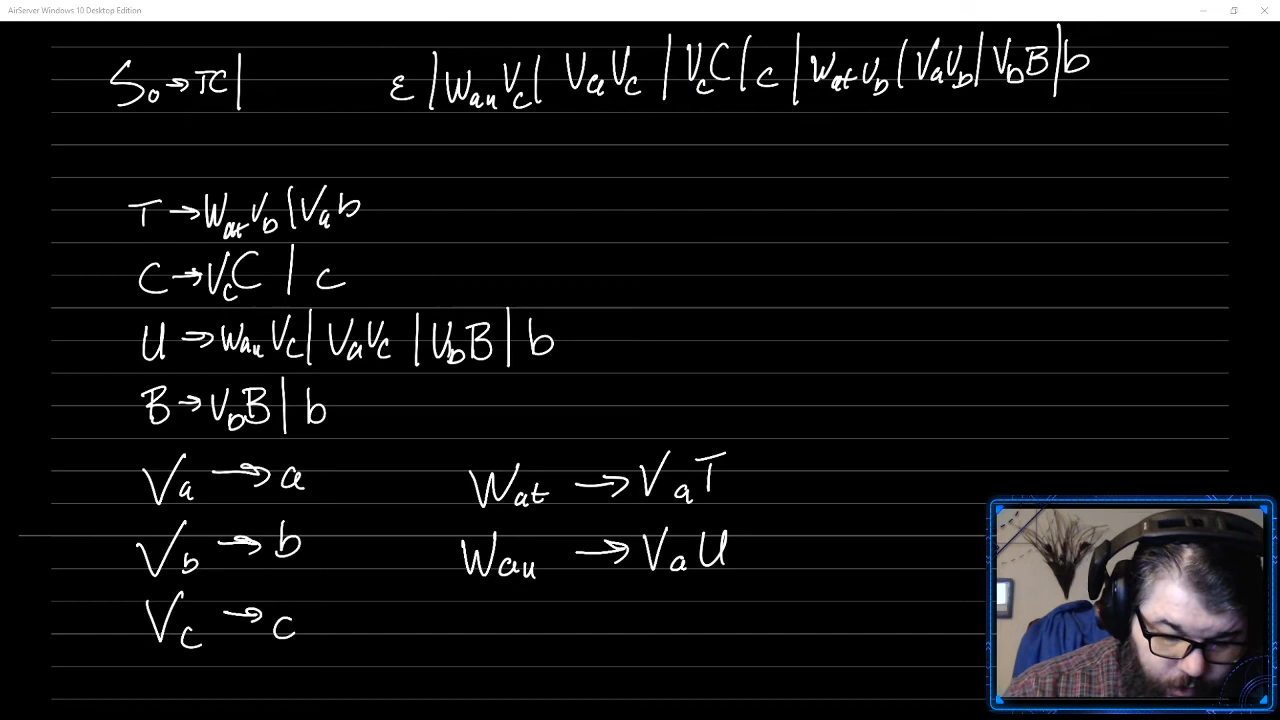 AirServer Windows 10 Desktop Edition
S₀ → TC | ε | W_au V_c | V_a V_c | V_c C | c | W_at V_b | V_a V_b | V_b B | b
T → W_at V_b | V_a b
C → V_c C | c
U → W_au V_c | V_a V_c | V_b B | b
B → V_b B | b
V_a → a W_at → V_a T
V_b → b W_au → V_a U
V_c → c